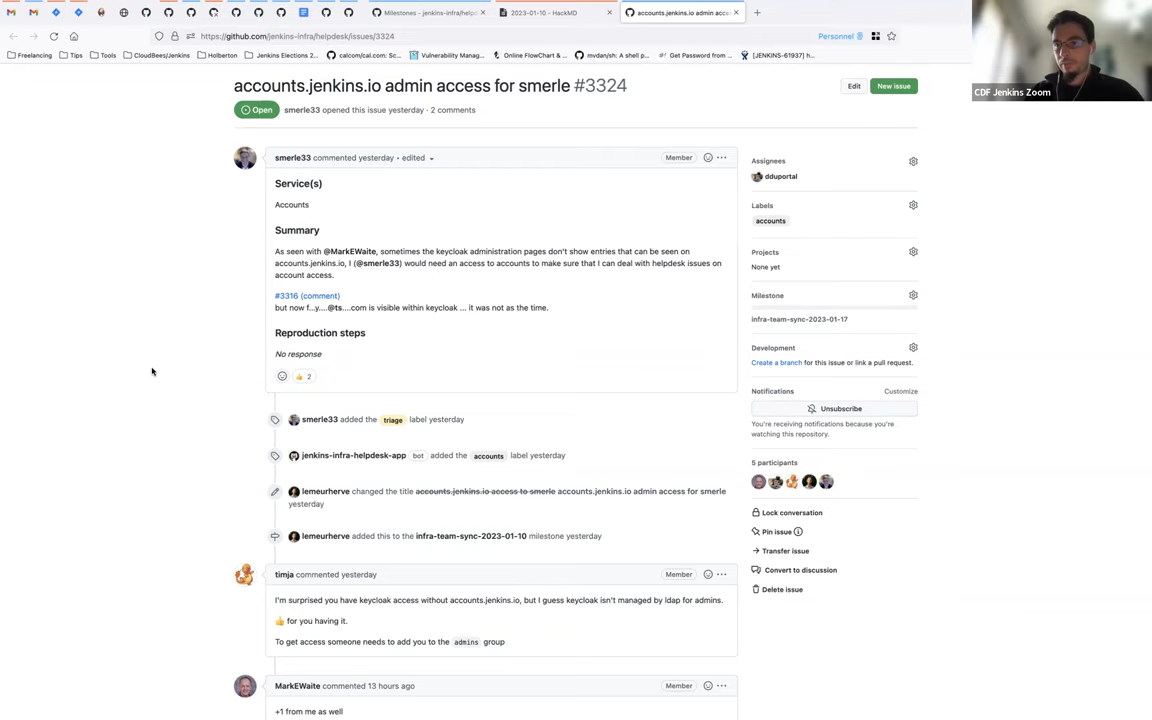 Milestones - jenkins-infra/helpd
2023-01-10 - HackMD
accounts.jenkins.io admin acces
https://github.com/jenkins-infra/helpdesk/issues/3324
Personnel
Freelancing
Tips
Tools
CloudBees/Jenkins
Holberton
Jenkins Elections 2...
calcom/cal.com: Sc...
Vulnerability Manag...
Online FlowChart & ...
mvdan/sh: A shell p...
Get Password from ...
[JENKINS-61937] h...
CDF Jenkins Zoom
accounts.jenkins.io admin access for smerle #3324
Edit
New issue
Open
smerle33 opened this issue yesterday · 2 comments
smerle33 commented yesterday · edited
Member
Service(s)
Accounts
Summary
As seen with @MarkEWaite, sometimes the keycloak administration pages don't show entries that can be seen on
accounts.jenkins.io, I (@smerle33) would need an access to accounts to make sure that I can deal with helpdesk issues on
account access.
#3316 (comment)
but now f...y....@ts....com is visible within keycloak ... it was not as the time.
Reproduction steps
No response
👍 2
smerle33 added the triage label yesterday
jenkins-infra-helpdesk-app bot added the accounts label yesterday
lemeurherve changed the title accounts.jenkins.io access to smerle accounts.jenkins.io admin access for smerle
yesterday
lemeurherve added this to the infra-team-sync-2023-01-10 milestone yesterday
timja commented yesterday
Member
I'm surprised you have keycloak access without accounts.jenkins.io, but I guess keycloak isn't managed by ldap for admins.
👍 for you having it.
To get access someone needs to add you to the admins group
MarkEWaite commented 13 hours ago
Member
+1 from me as well
Assignees
dduportal
Labels
accounts
Projects
None yet
Milestone
infra-team-sync-2023-01-17
Development
Create a branch for this issue or link a pull request.
Notifications
Customize
Unsubscribe
You're receiving notifications because you're
watching this repository.
5 participants
Lock conversation
Pin issue
Transfer issue
Convert to discussion
Delete issue